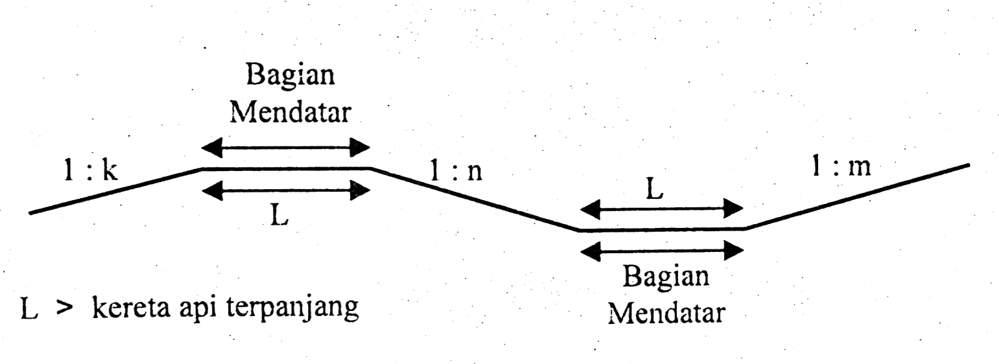 Bagian
Mendatar
1 : k
1 : n
1 : m
L
L
Bagian
Mendatar
L > kereta api terpanjang